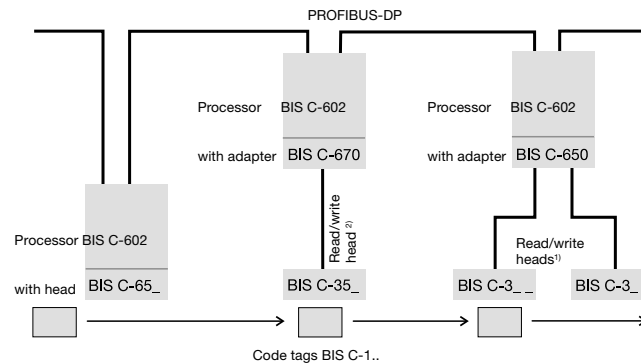 PROFIBUS-DP
Processor BIS C-602
with adapter BIS C-670
Processor BIS C-602
with adapter BIS C-650
Read/write
head 2)
Processor BIS C-602
with head BIS C-65_
BIS C-35_
Read/write
heads1)
BIS C-3_ _
BIS C-3_
Code tags BIS C-1..